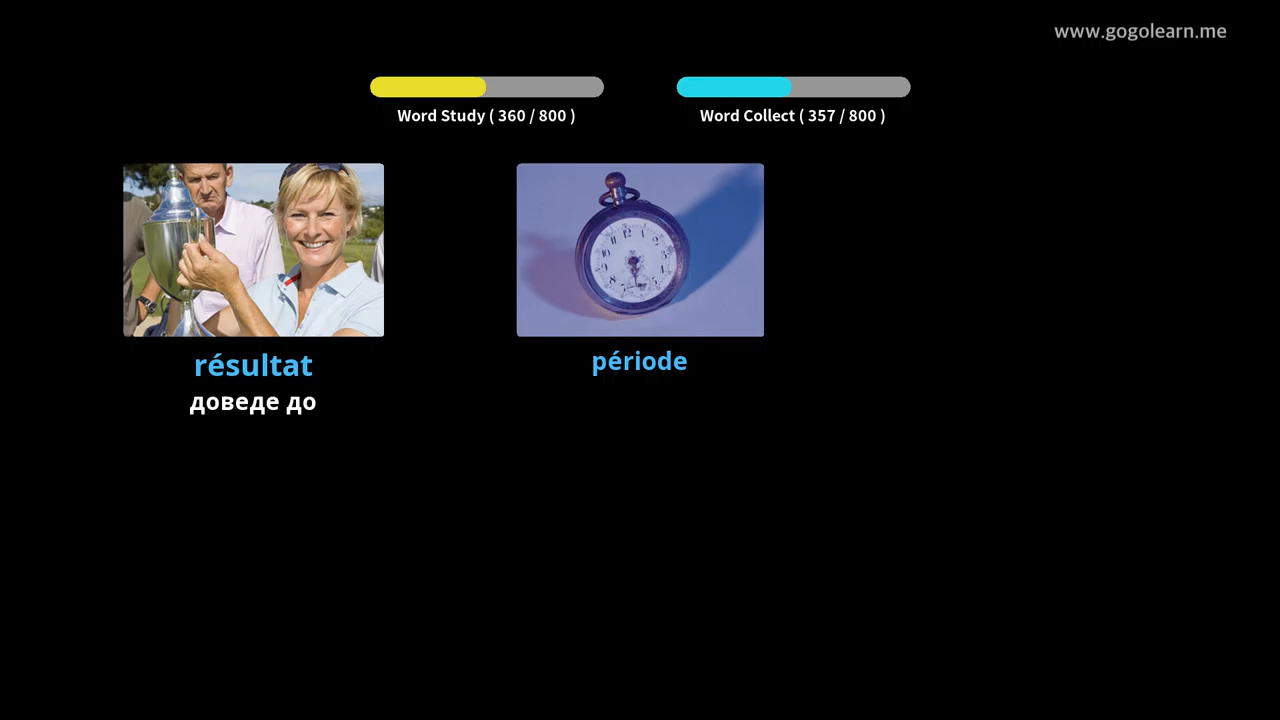 www.gogolearn.me
Word Study ( 360 / 800 )
Word Collect ( 357 / 800 )
résultat
доведе до
période